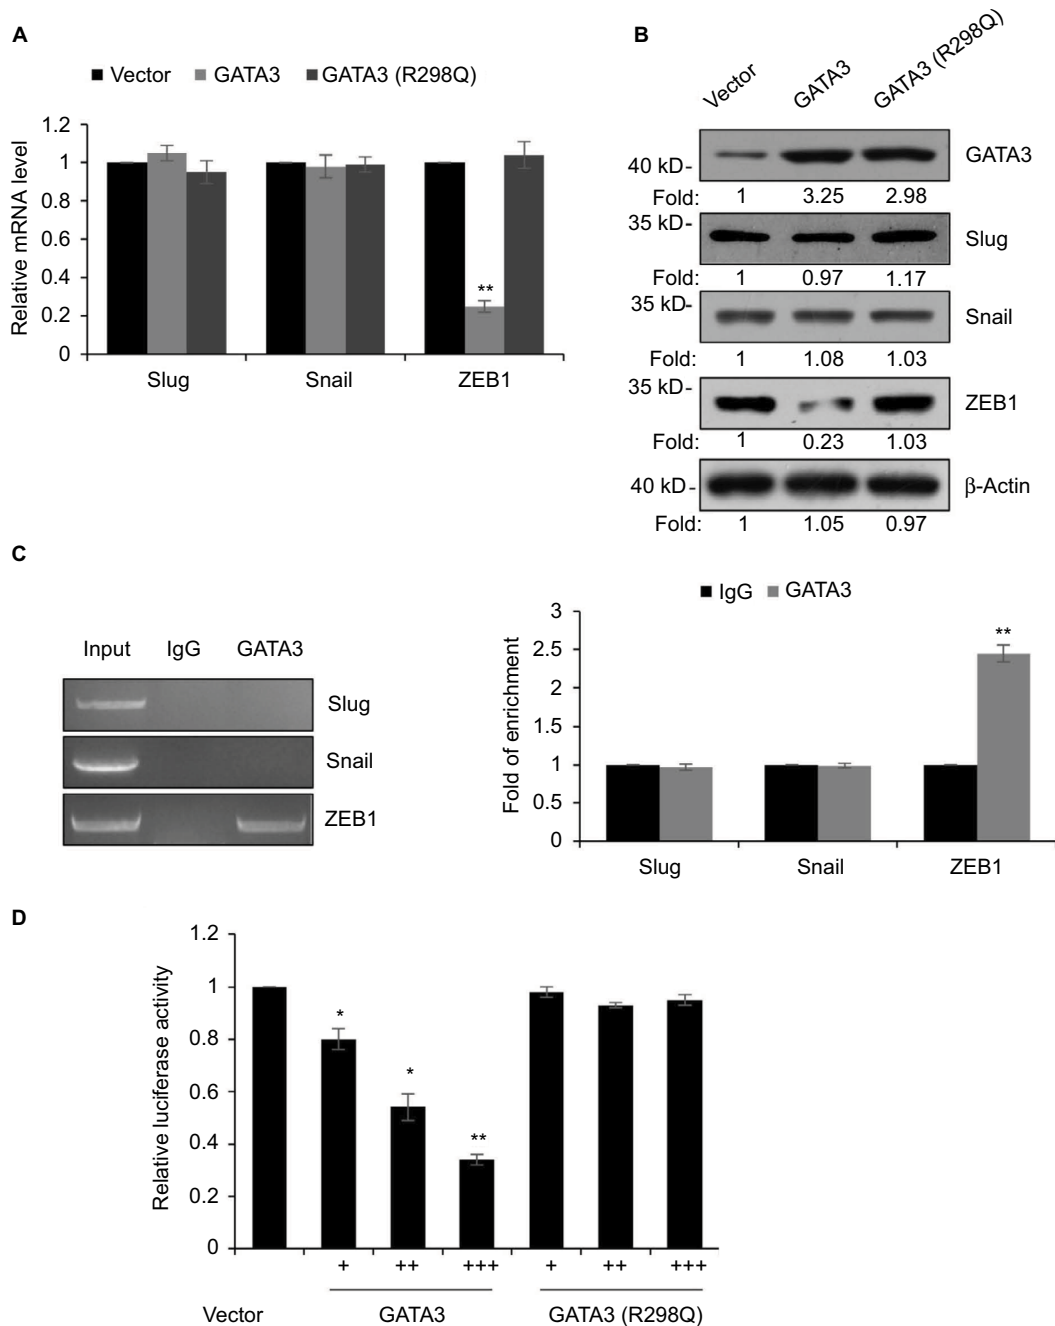 A
Vector GATA3 GATA3 (R298Q)
Relative mRNA level
1.2
1
0.8
0.6
0.4
0.2
0
**
Slug Snail ZEB1
B
Vector GATA3 GATA3 (R298Q)
40 kD- GATA3
Fold: 1 3.25 2.98
35 kD- Slug
1 0.97 1.17
35 kD- Snail
Fold: 1 1.08 1.03
35 kD- ZEB1
Fold: 1 0.23 1.03
40 kD- β-Actin
Fold: 1 1.05 0.97
C
Input IgG GATA3
Slug
Snail
ZEB1
IgG GATA3
Fold of enrichment
3
2.5
2
1.5
1
0.5
0
**
Slug Snail ZEB1
D
Relative luciferase activity
1.2
1
0.8
0.6
0.4
0.2
0
*
*
**
+ ++ +++ + ++ +++
Vector GATA3 GATA3 (R298Q)